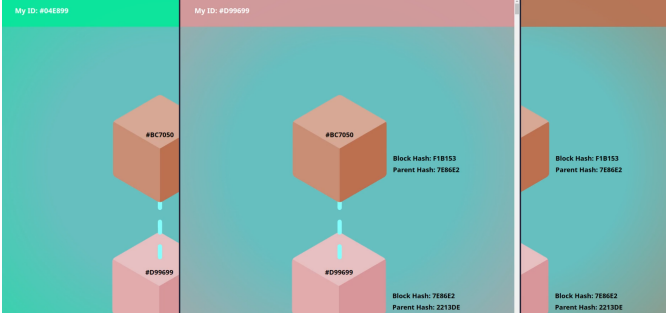 My ID: #04E899
#BC7050
#D99699
My ID: #D99699
#BC7050
Block Hash: F1B153
Parent Hash: 7E86E2
#D99699
Block Hash: 7E86E2
Parent Hash: 2213DE
Block Hash: F1B153
Parent Hash: 7E86E2
Block Hash: 7E86E2
Parent Hash: 2213DE